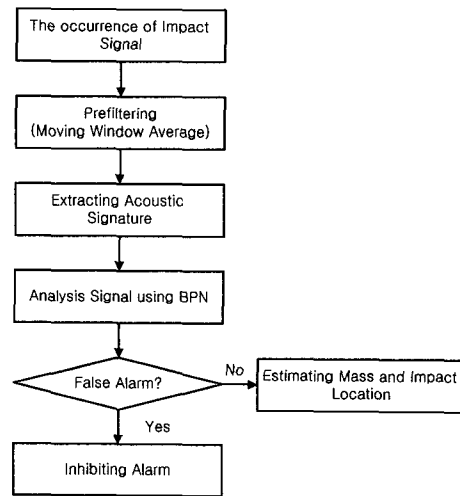 The occurrence of Impact
Signal
Prefiltering
(Moving Window Average)
Extracting Acoustic
Signature
Analysis Signal using BPN
False Alarm?
No
Estimating Mass and Impact
Location
Yes
Inhibiting Alarm